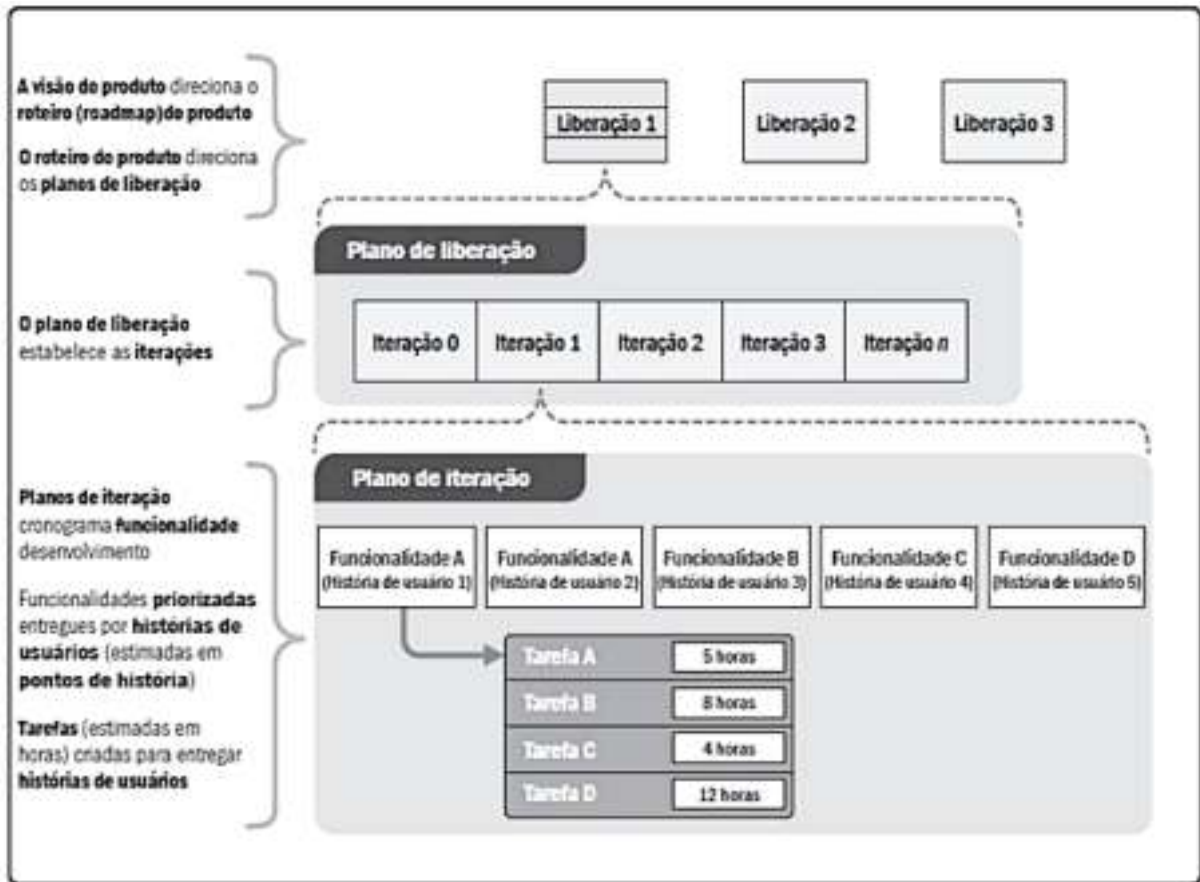 A visão do produto direciona o
roteiro (roadmap)do produto
O roteiro do produto direciona
os planos de liberação
Liberação 1
Liberação 2
Liberação 3
Plano de liberação
O plano de liberação
estabelece as iterações
Iteração 0
Iteração 1
Iteração 2
Iteração 3
Iteração n
Plano de iteração
Planos de iteração
cronograma funcionalidade
desenvolvimento
Funcionalidades priorizadas
entregues por histórias de
usuários (estimadas em
pontos de história)
Tarefas (estimadas em
horas) criadas para entregar
histórias de usuários
Funcionalidade A
(História de usuário 1)
Funcionalidade A
(História de usuário 2)
Funcionalidade B
(História de usuário 3)
Funcionalidade C
(História de usuário 4)
Funcionalidade D
(História de usuário 5)
Tarefa A 5 horas
Tarefa B 8 horas
Tarefa C 4 horas
Tarefa D 12 horas